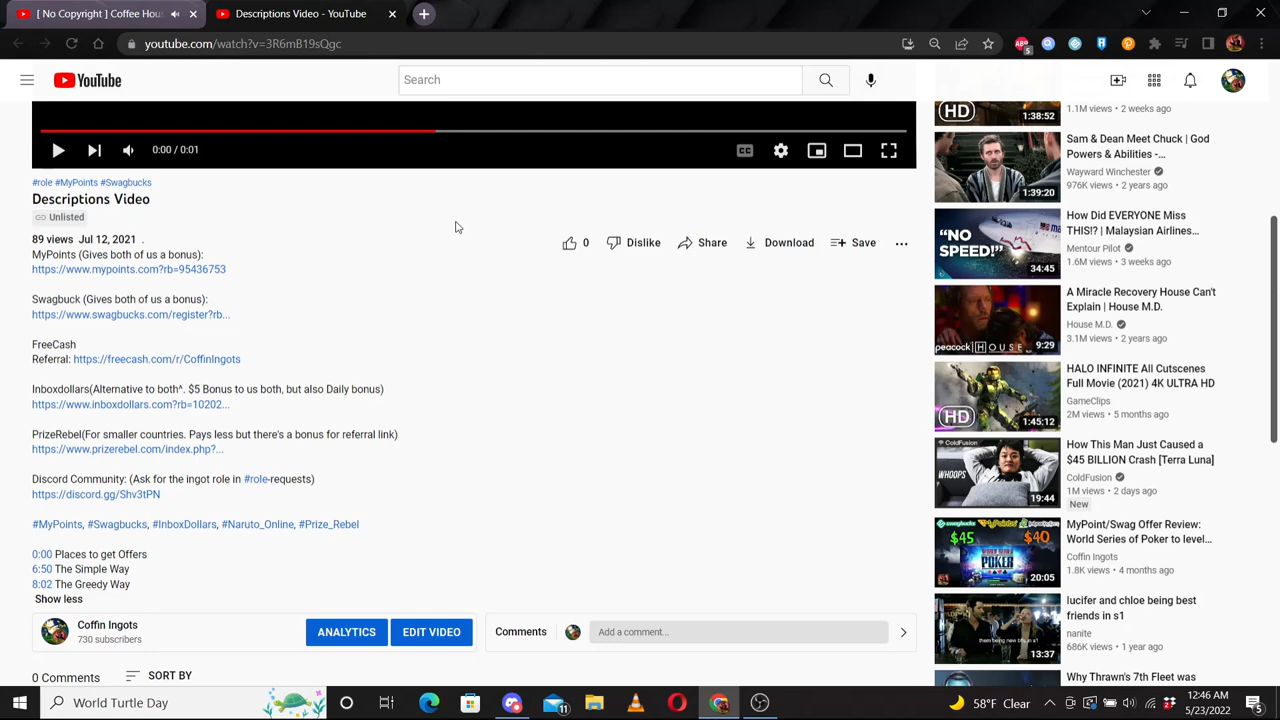 [ Copyright ] How t
Descriptions Video - YouTube
youtube.com/watch?v=3R6mB19sQgc
ABP
5
YouTube
Search
0:00 / 0:01
#role #MyPoints #Swagbucks
Descriptions Video
Unlisted
89 views Jul 12, 2021 .
0
Dislike
Share
Download
Save
MyPoints (Gives both of us a bonus):
https://www.mypoints.com?rb=95436753
Swagbuck (Gives both of us a bonus):
https://www.swagbucks.com/register?rb...
FreeCash
Referral: https://freecash.com/r/CoffinIngots
Inboxdollars(Alternative to both^. $5 Bonus to us both, but also Daily bonus)
https://www.inboxdollars.com?rb=10202...
PrizeRebel(For smaller countries. Pays less but there's a bonus for referral link)
https://www.prizerebel.com/index.php?...
Discord Community: (Ask for the ingot role in #role-requests)
https://discord.gg/Shv3tPN
#MyPoints, #Swagbucks, #InboxDollars, #Naruto_Online, #Prize_Rebel
0:00 Places to get Offers
6:50 The Simple Way
8:02 The Greedy Way
Show less
Coffin Ingots
730 subscribers
ANALYTICS
EDIT VIDEO
Comments
Add a comment...
0 Comments
SORT BY
HD
1:38:52
1.1M views • 2 weeks ago
1:39:20
Sam & Dean Meet Chuck | God
Powers & Abilities -...
Wayward Winchester
976K views • 2 years ago
"NO
SPEED!"
34:45
How Did EVERYONE Miss
THIS!? | Malaysian Airlines...
Mentour Pilot
1.6M views • 3 weeks ago
peacock HOUSE
9:29
A Miracle Recovery House Can't
Explain | House M.D.
House M.D.
3.1M views • 2 years ago
HD
1:45:12
HALO INFINITE All Cutscenes
Full Movie (2021) 4K ULTRA HD
GameClips
2M views • 5 months ago
ColdFusion
WHOOPS
19:44
How This Man Just Caused a
$45 BILLION Crash [Terra Luna]
ColdFusion
1M views • 2 days ago
New
swagbucks
MyPoints
$45
$40
WORLD SERIES
POKER
20:05
MyPoint/Swag Offer Review:
World Series of Poker to level...
Coffin Ingots
1.8K views • 4 months ago
13:37
lucifer and chloe being best
friends in s1
nanite
686K views • 1 year ago
Why Thrawn's 7th Fleet was
World Turtle Day
11
58°F Clear
12:46 AM
5/23/2022
5